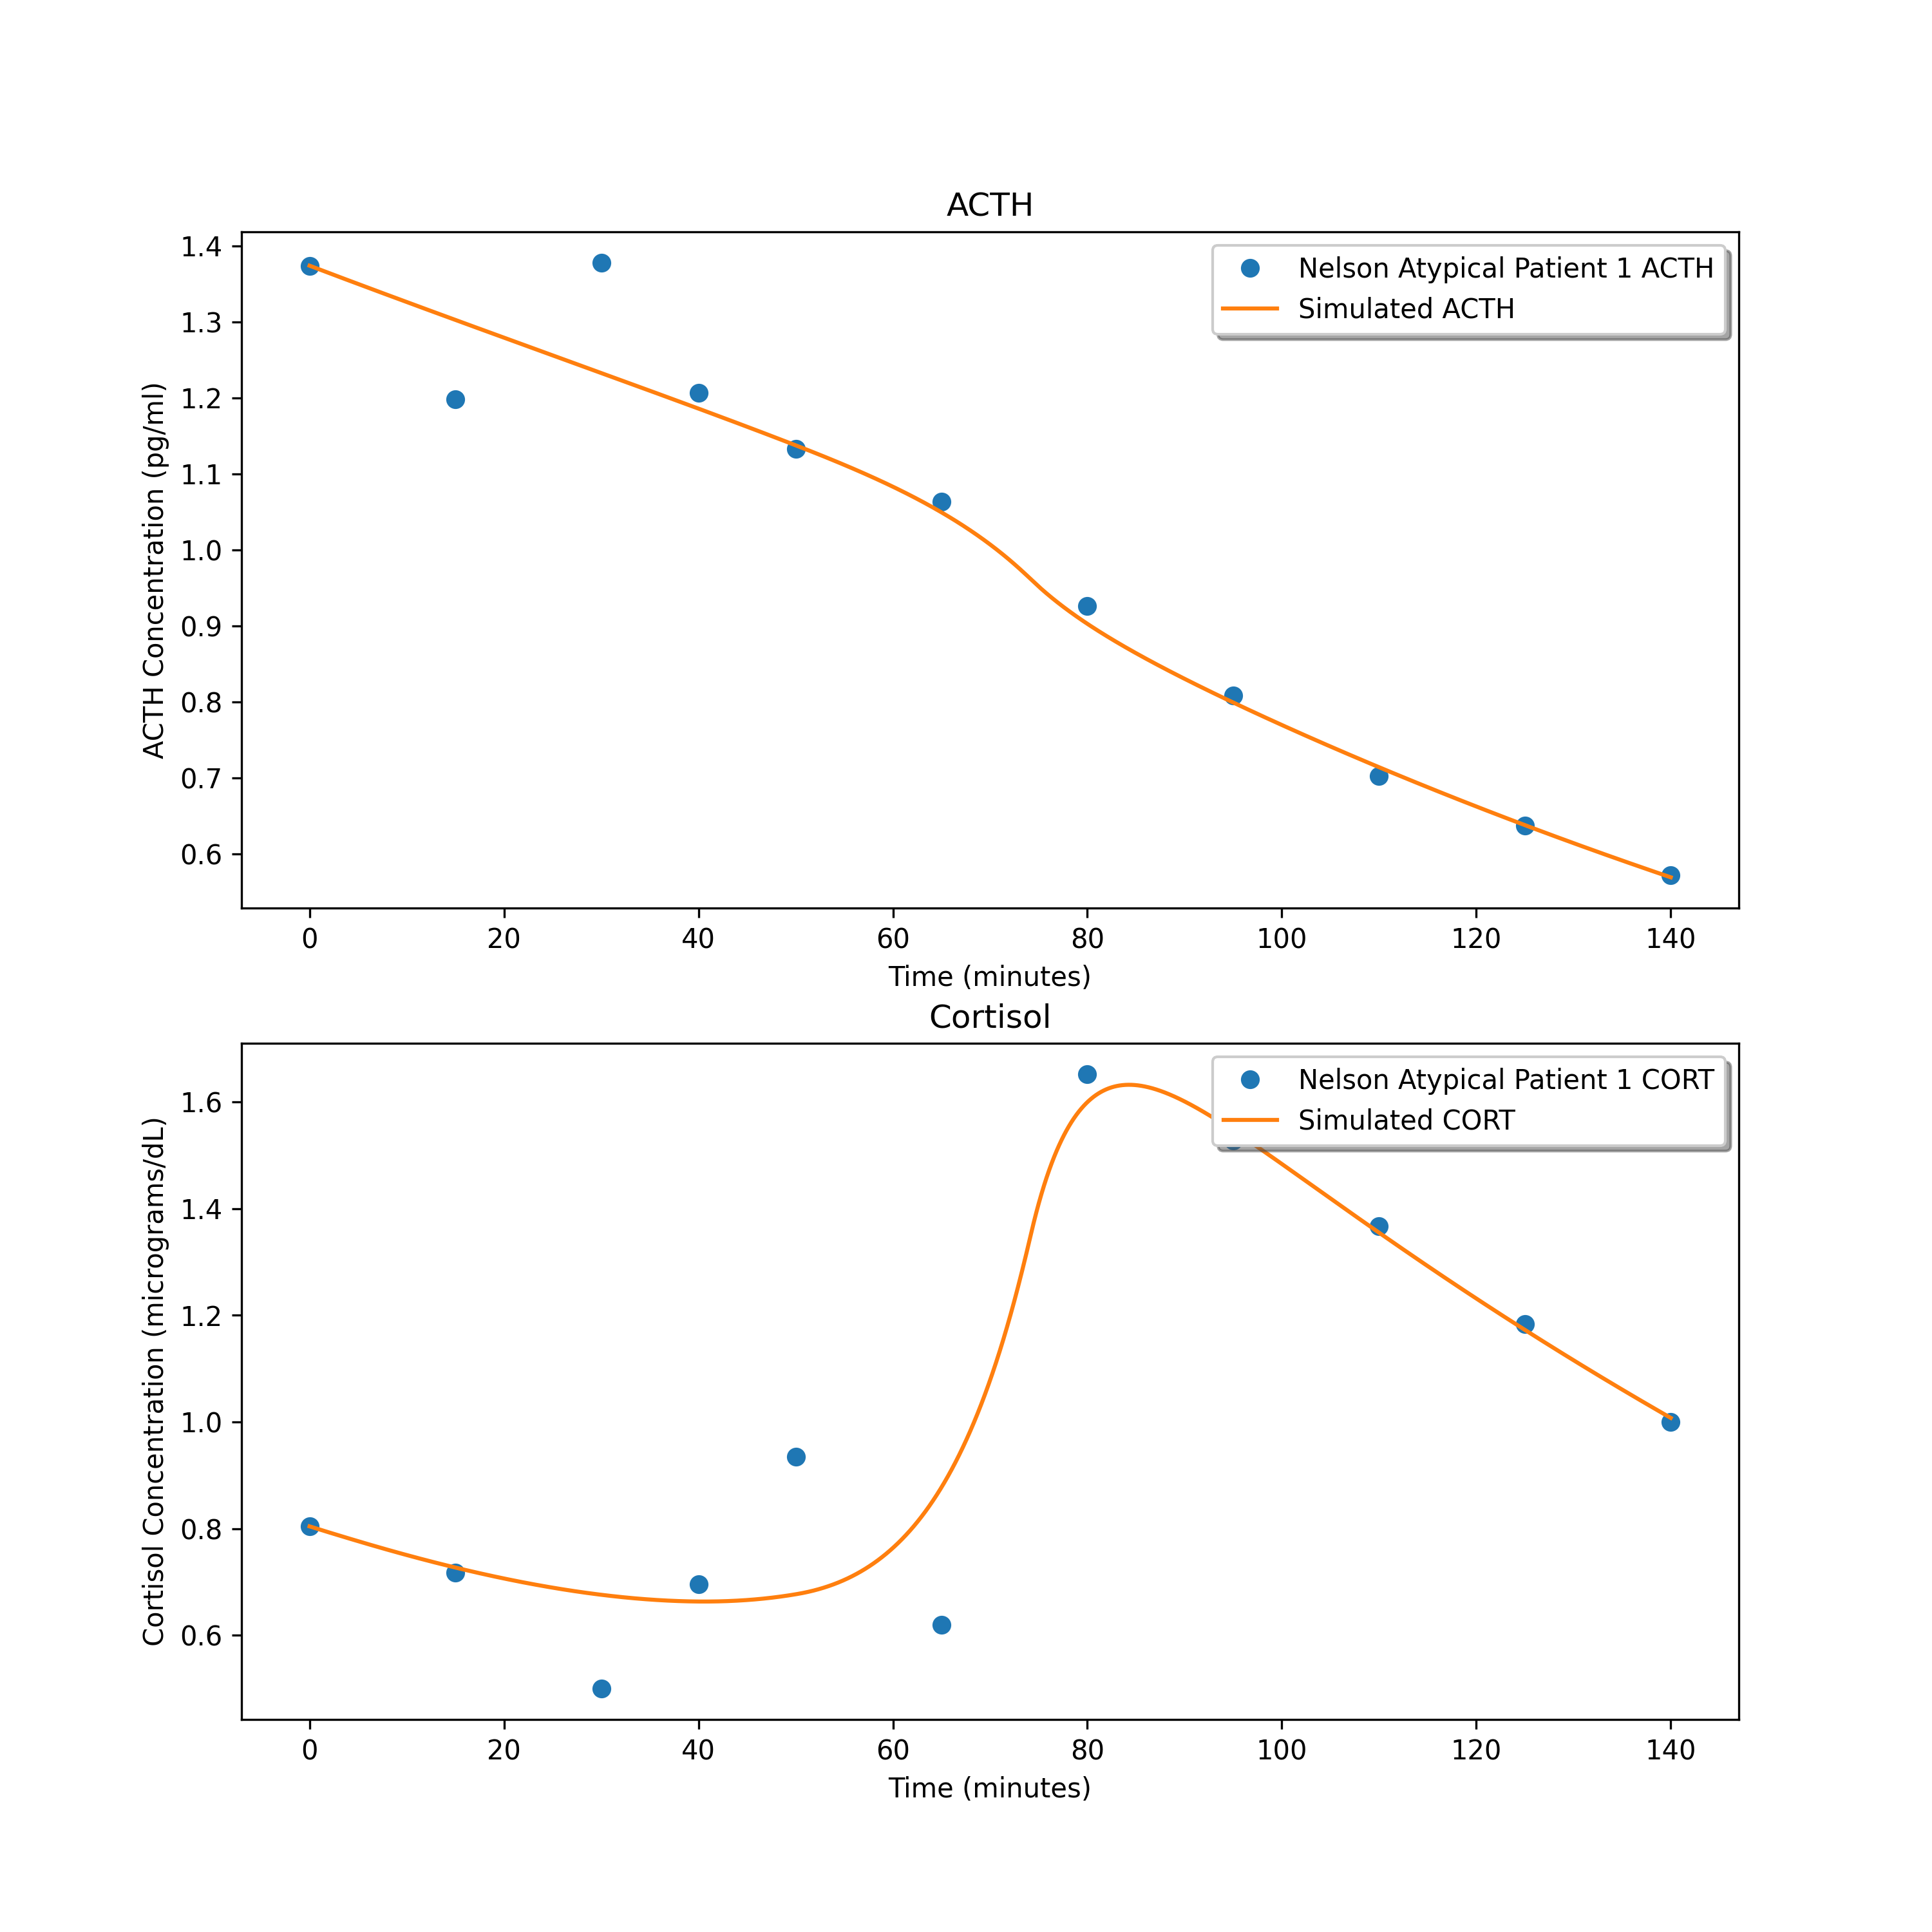 ACTH
1.4
1.3
1.2
1.1
1.0
0.9
0.8
0.7
0.6
ACTH Concentration (pg/ml)
Nelson Atypical Patient 1 ACTH
Simulated ACTH
0 20 40 60 80 100 120 140
Time (minutes)
Cortisol
1.6
1.4
1.2
1.0
0.8
0.6
Cortisol Concentration (micrograms/dL)
Nelson Atypical Patient 1 CORT
Simulated CORT
0 20 40 60 80 100 120 140
Time (minutes)